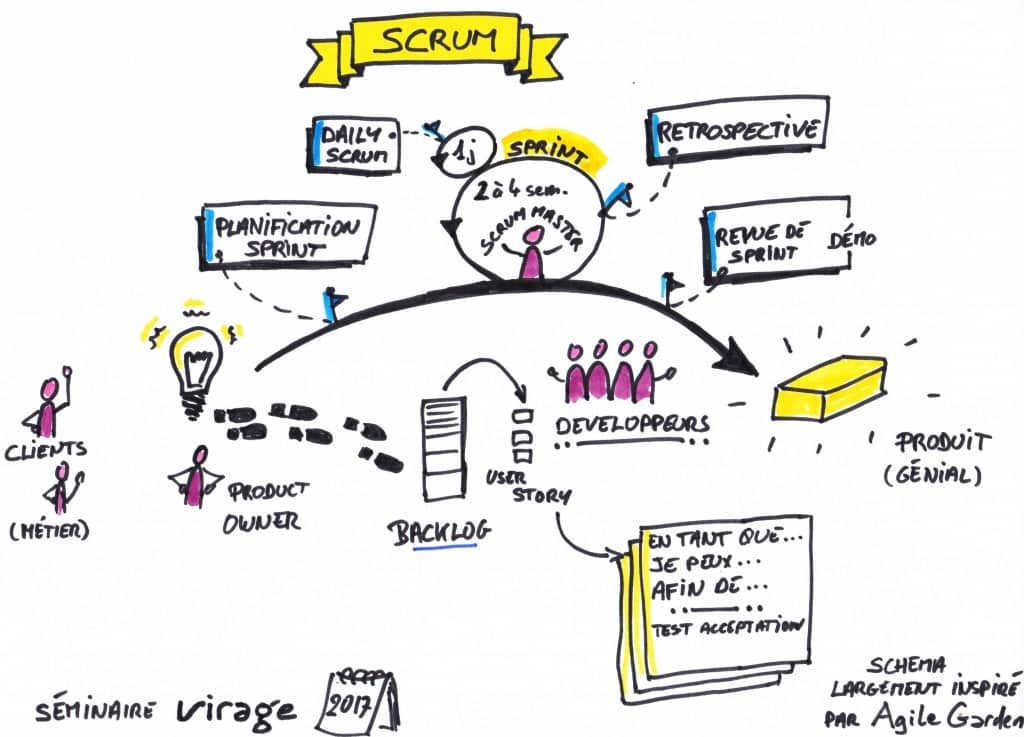 SCRUM
DAILY
SCRUM
1j
SPRINT
2 à 4 sem.
SCRUM MASTER
RETROSPECTIVE
PLANIFICATION
SPRINT
REVUE DE
SPRINT
DÉMO
CLIENTS
(MÉTIER)
PRODUCT
OWNER
BACKLOG
USER
STORY
DEVELOPPEURS
PRODUIT
(GÉNIAL)
EN TANT QUE...
JE PEUX...
AFIN DE...
TEST ACCEPTATION
SÉMINAIRE virage
2017
SCHEMA
LARGEMENT INSPIRÉ
PAR Agile Garden